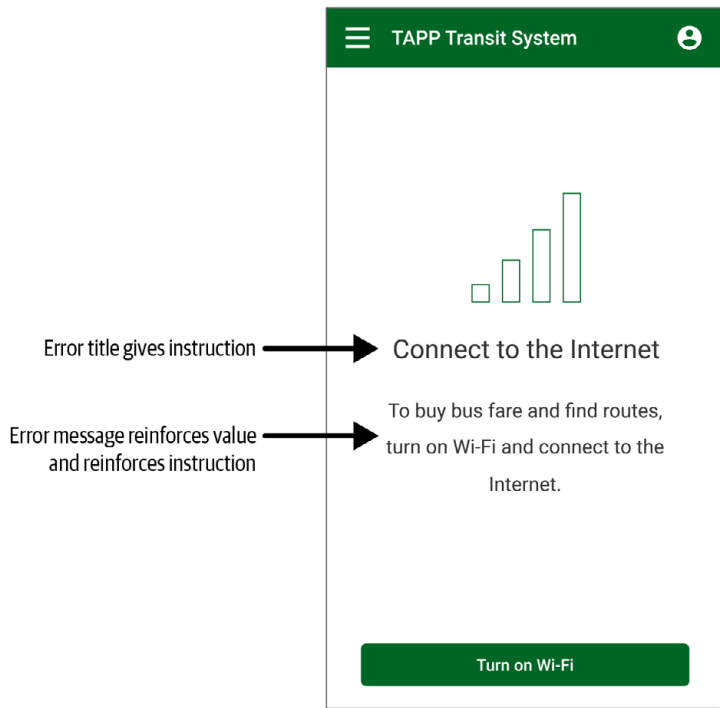 TAPP Transit System
Error title gives instruction
Connect to the Internet
Error message reinforces value
and reinforces instruction
To buy bus fare and find routes,
turn on Wi-Fi and connect to the
Internet.
Turn on Wi-Fi